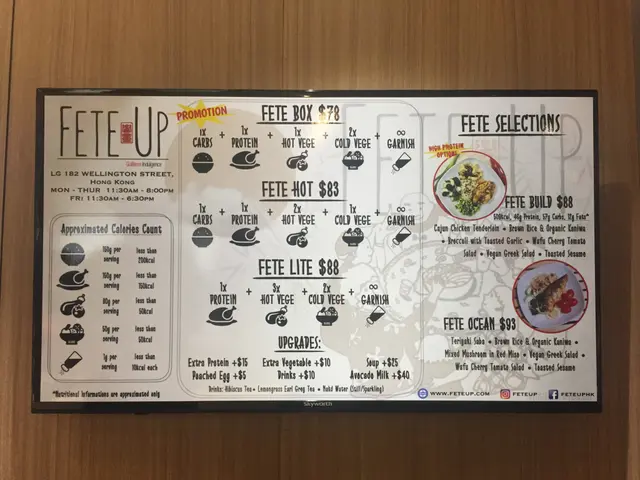 FETE UP
Guiltless Indulgence
LG 182 WELLINGTON STREET,
HONG KONG
MON - THUR 11:30AM - 8:00PM
FRI: 11:30AM - 6:30PM
Approximated Calories Count
160g per serving less than 200kcal
100g per serving less than 150kcal
80g per serving less than 50kcal
60g per serving less than 50kcal
1g per serving less than 10kcal each
*Nutritional Informations are approximated only
PROMOTION
FETE BOX $78
1x CARBS + 1x PROTEIN + 1x HOT VEGE + 2x COLD VEGE + ∞ GARNISH
FETE HOT $83
1x CARBS + 1x PROTEIN + 2x HOT VEGE + 1x COLD VEGE + ∞ GARNISH
FETE LITE $88
1x PROTEIN + 3x HOT VEGE + 2x COLD VEGE + ∞ GARNISH
UPGRADES:
Extra Protein +$15 Extra Vegetable +$10 Soup +$25
Poached Egg +$5 Drinks +$10 Avocado Milk +$40
Drinks: Hibiscus Tea • Lemongrass Earl Grey Tea • Nakd Water (Still/Sparkling)
FETE UP
FETE SELECTIONS
HIGH PROTEIN OPTIONS
FETE BUILD $88
Cajun Chicken Tenderloin • Brown Rice & Organic Kaniwa
• Broccoli with Toasted Garlic • Wafu Cherry Tomato
Salad • Vegan Greek Salad • Toasted Sesame
FETE OCEAN $93
Teriyaki Saba • Brown Rice & Organic Kaniwa •
Mixed Mushroom in Red Miso • Vegan Greek Salad •
Wafu Cherry Tomato Salad • Toasted Sesame
WWW.FETEUP.COM FETEUP FETEUPHK
Skyworth